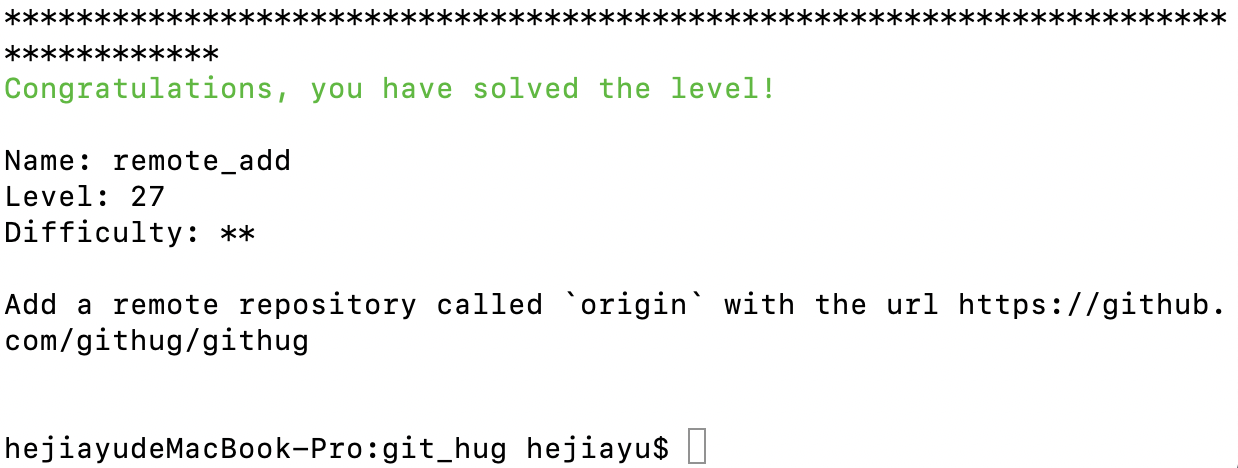 ********************************************************************
************
Congratulations, you have solved the level!
Name: remote_add
Level: 27
Difficulty: **
Add a remote repository called `origin` with the url https://github.
com/githug/githug
hejiayudeMacBook-Pro:git_hug hejiayu$